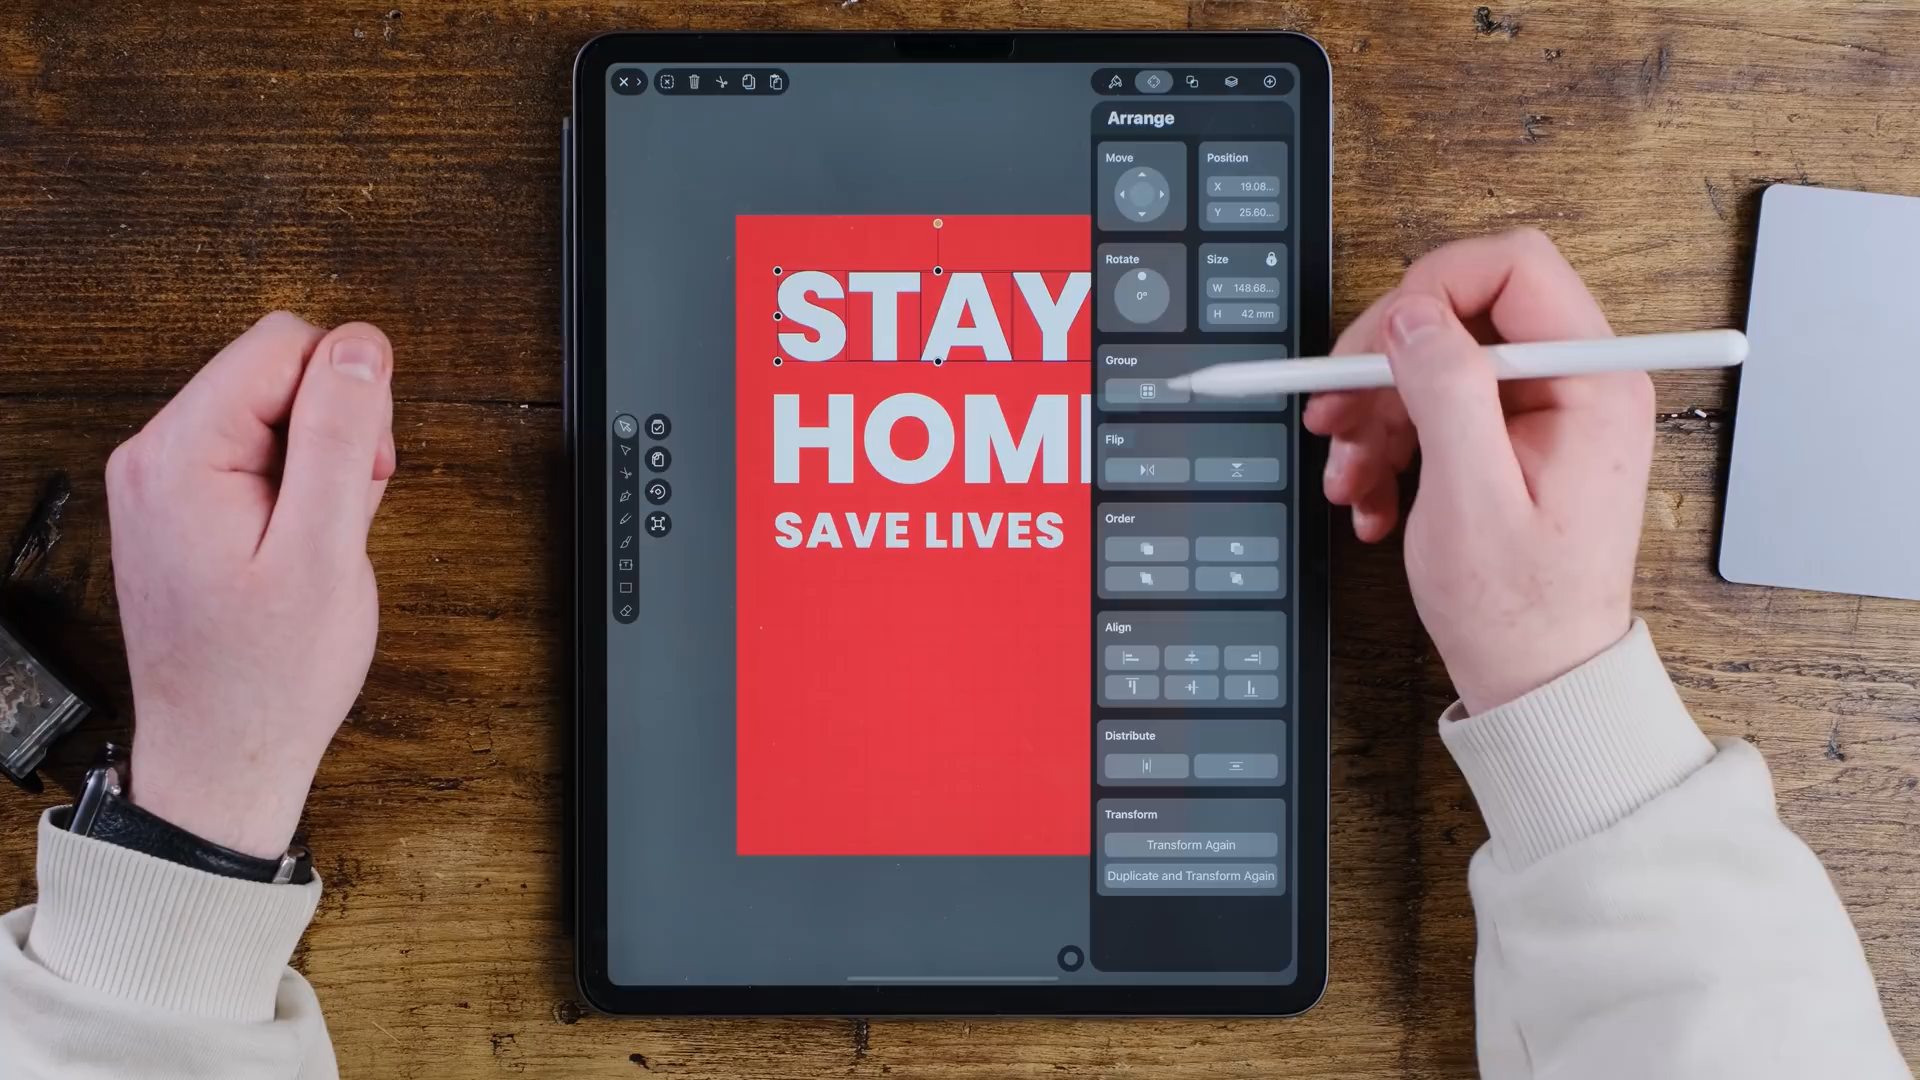 Arrange
Move
Position
X 19.08...
Y 25.60...
Rotate
0°
Size
W 148.68...
H 42 mm
Group
Flip
Order
Align
Distribute
Transform
Transform Again
Duplicate and Transform Again
STAY
HOM
SAVE LIVES